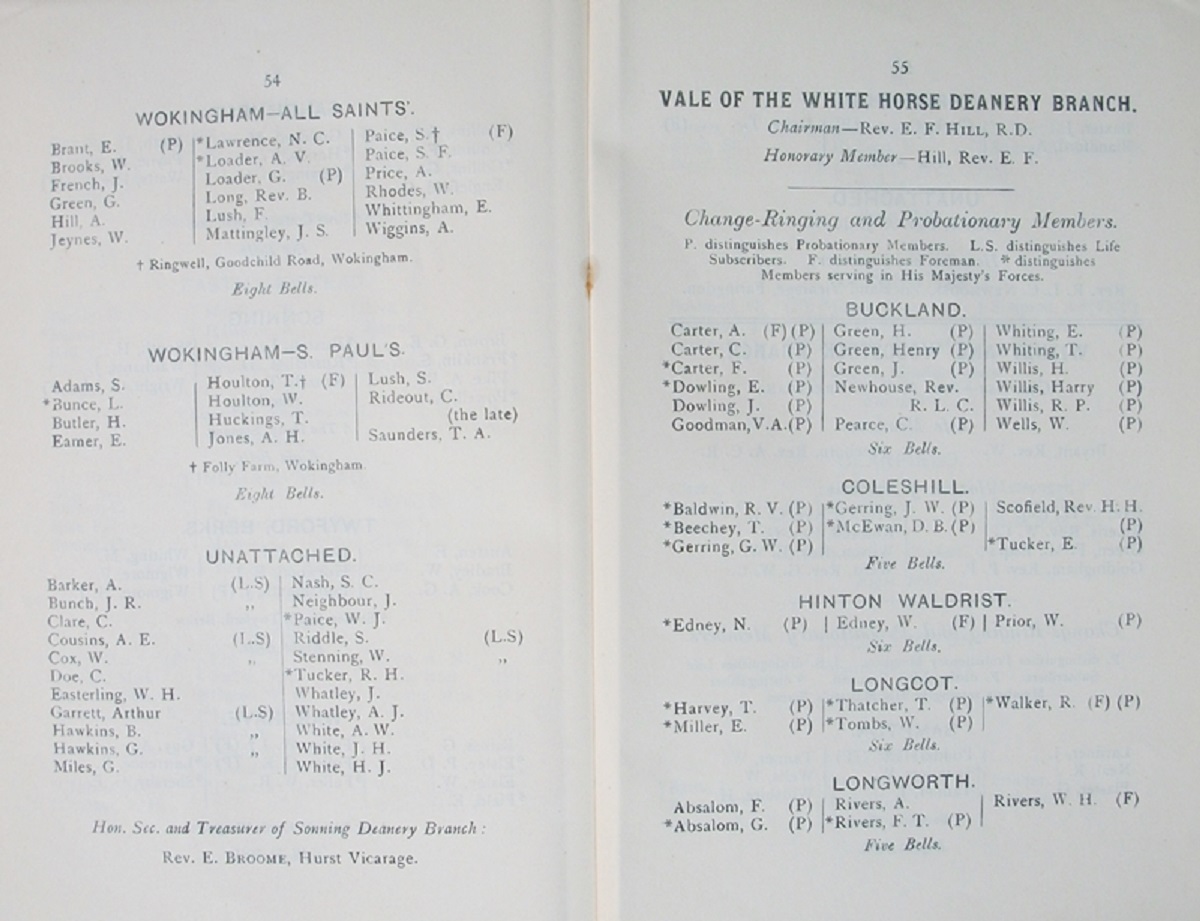 54
WOKINGHAM—ALL SAINTS'.
Brant, E. (P) | *Lawrence, N. C. | Paice, S.† (F)
Brooks, W. | *Loader, A. V. | Paice, S. F.
French, J. | Loader, G. (P) | Price, A.
Green, G. | Long, Rev. B. | Rhodes, W.
Hill, A. | Lush, F. | Whittingham, E.
Jeynes, W. | Mattingley, J. S. | Wiggins, A.
† Ringwell, Goodchild Road, Wokingham.
Eight Bells.
WOKINGHAM—S. PAUL'S.
Adams, S. | Houlton, T.† (F) | Lush, S.
*Bunce, L. | Houlton, W. | Rideout, C.
Butler, H. | Huckings, T. | (the late)
Eamer, E. | Jones, A. H. | Saunders, T. A.
† Folly Farm, Wokingham.
Eight Bells.
UNATTACHED.
Barker, A. (L.S) | Nash, S. C.
Bunch, J. R. ,, | Neighbour, J.
Clare, C. | *Paice, W. J.
Cousins, A. E. (L.S) | Riddle, S. (L.S)
Cox, W. ,, | Stenning, W. ,,
Doe, C. | *Tucker, R. H.
Easterling, W. H. | Whatley, J.
Garrett, Arthur (L.S) | Whatley, A. J.
Hawkins, B. ,, | White, A. W.
Hawkins, G. ,, | White, J. H.
Miles, G. | White, H. J.
Hon. Sec. and Treasurer of Sonning Deanery Branch:
Rev. E. BROOME, Hurst Vicarage.
55
VALE OF THE WHITE HORSE DEANERY BRANCH.
Chairman—Rev. E. F. HILL, R.D.
Honorary Member—Hill, Rev. E. F.
Change-Ringing and Probationary Members.
P. distinguishes Probationary Members. L.S. distinguishes Life
Subscribers. F. distinguishes Foreman. * distinguishes
Members serving in His Majesty's Forces.
BUCKLAND.
Carter, A. (F) (P) | Green, H. (P) | Whiting, E. (P)
Carter, C. (P) | Green, Henry (P) | Whiting, T. (P)
*Carter, F. (P) | Green, J. (P) | Willis, H. (P)
*Dowling, E. (P) | Newhouse, Rev. | Willis, Harry (P)
Dowling, J. (P) | R. L. C. | Willis, R. P. (P)
Goodman, V.A. (P) | Pearce, C. (P) | Wells, W. (P)
Six Bells.
COLESHILL.
*Baldwin, R. V. (P) | *Gerring, J. W. (P) | Scofield, Rev. H. H.
*Beechey, T. (P) | *McEwan, D. B. (P) | (P)
*Gerring, G. W. (P) | *Tucker, E. (P)
Five Bells.
HINTON WALDRIST.
*Edney, N. (P) | Edney, W. (F) | Prior, W. (P)
Six Bells.
LONGCOT.
*Harvey, T. (P) | *Thatcher, T. (P) | *Walker, R. (F) (P)
*Miller, E. (P) | *Tombs, W. (P)
Six Bells.
LONGWORTH.
Absalom, F. (P) | Rivers, A. | Rivers, W. H. (F)
*Absalom, G. (P) | *Rivers, F. T. (P)
Five Bells.